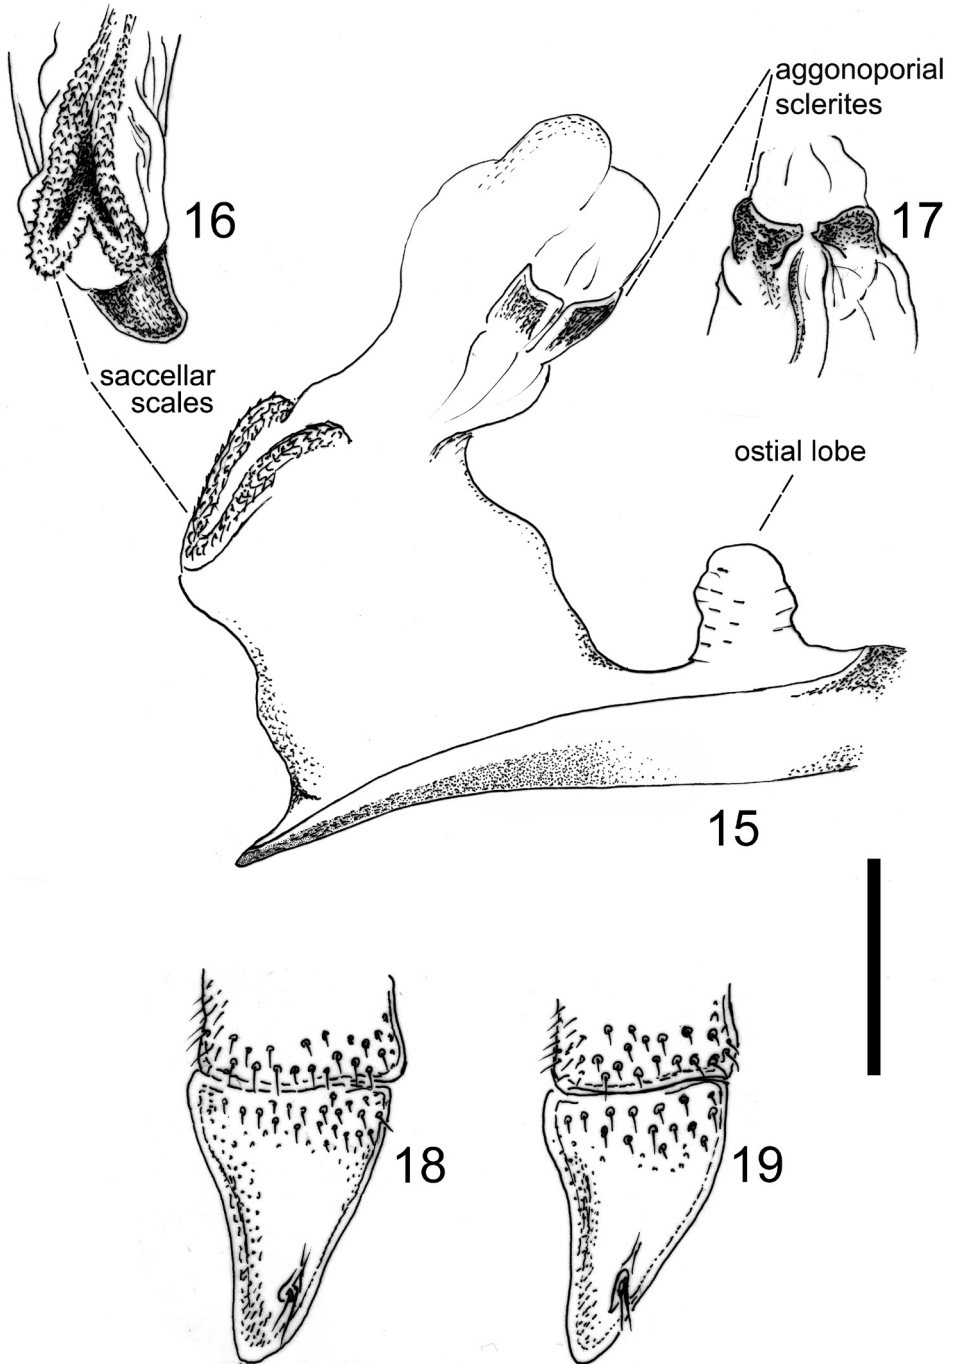 aggonoporial
sclerites
16
17
saccellar
scales
ostial lobe
15
18
19